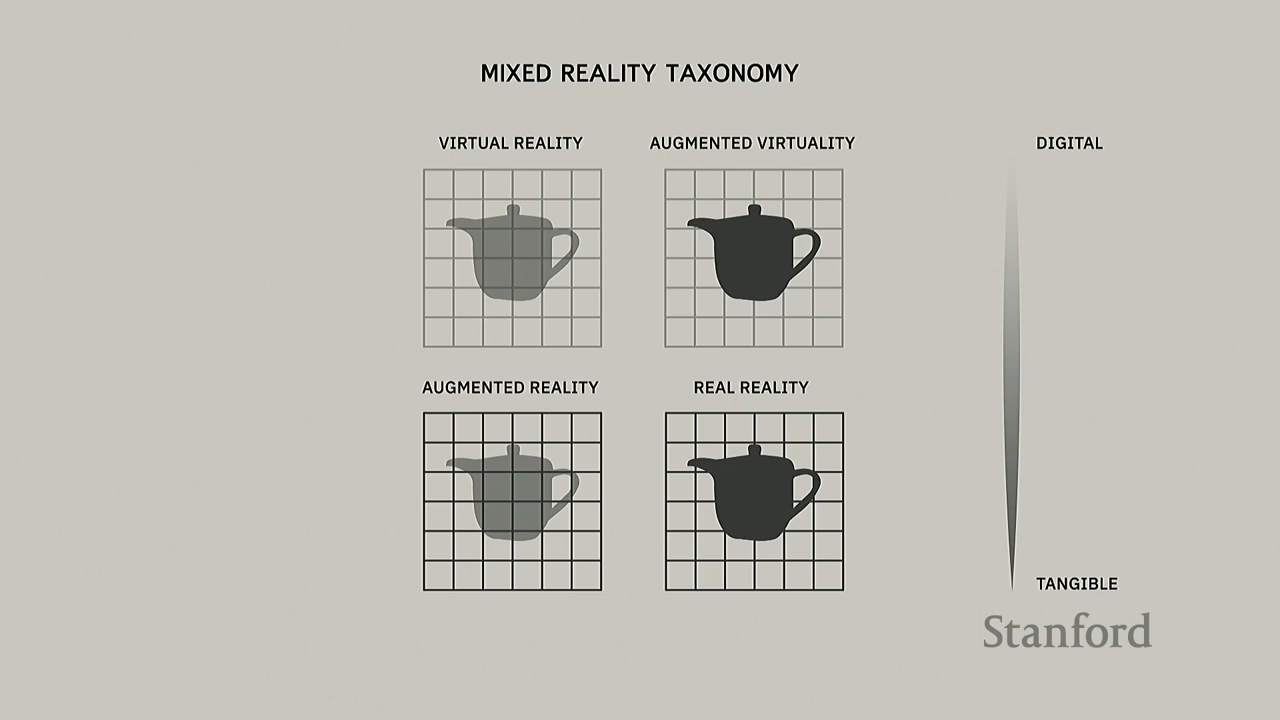 MIXED REALITY TAXONOMY
VIRTUAL REALITY
AUGMENTED VIRTUALITY
DIGITAL
AUGMENTED REALITY
REAL REALITY
TANGIBLE
Stanford